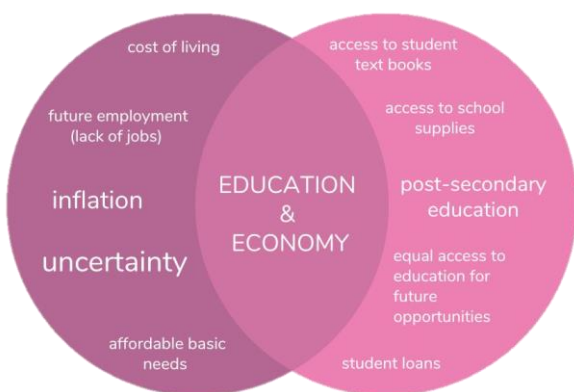 cost of living
future employment
(lack of jobs)
inflation
uncertainty
affordable basic
needs
EDUCATION
&
ECONOMY
access to student
text books
access to school
supplies
post-secondary
education
equal access to
education for
future
opportunities
student loans